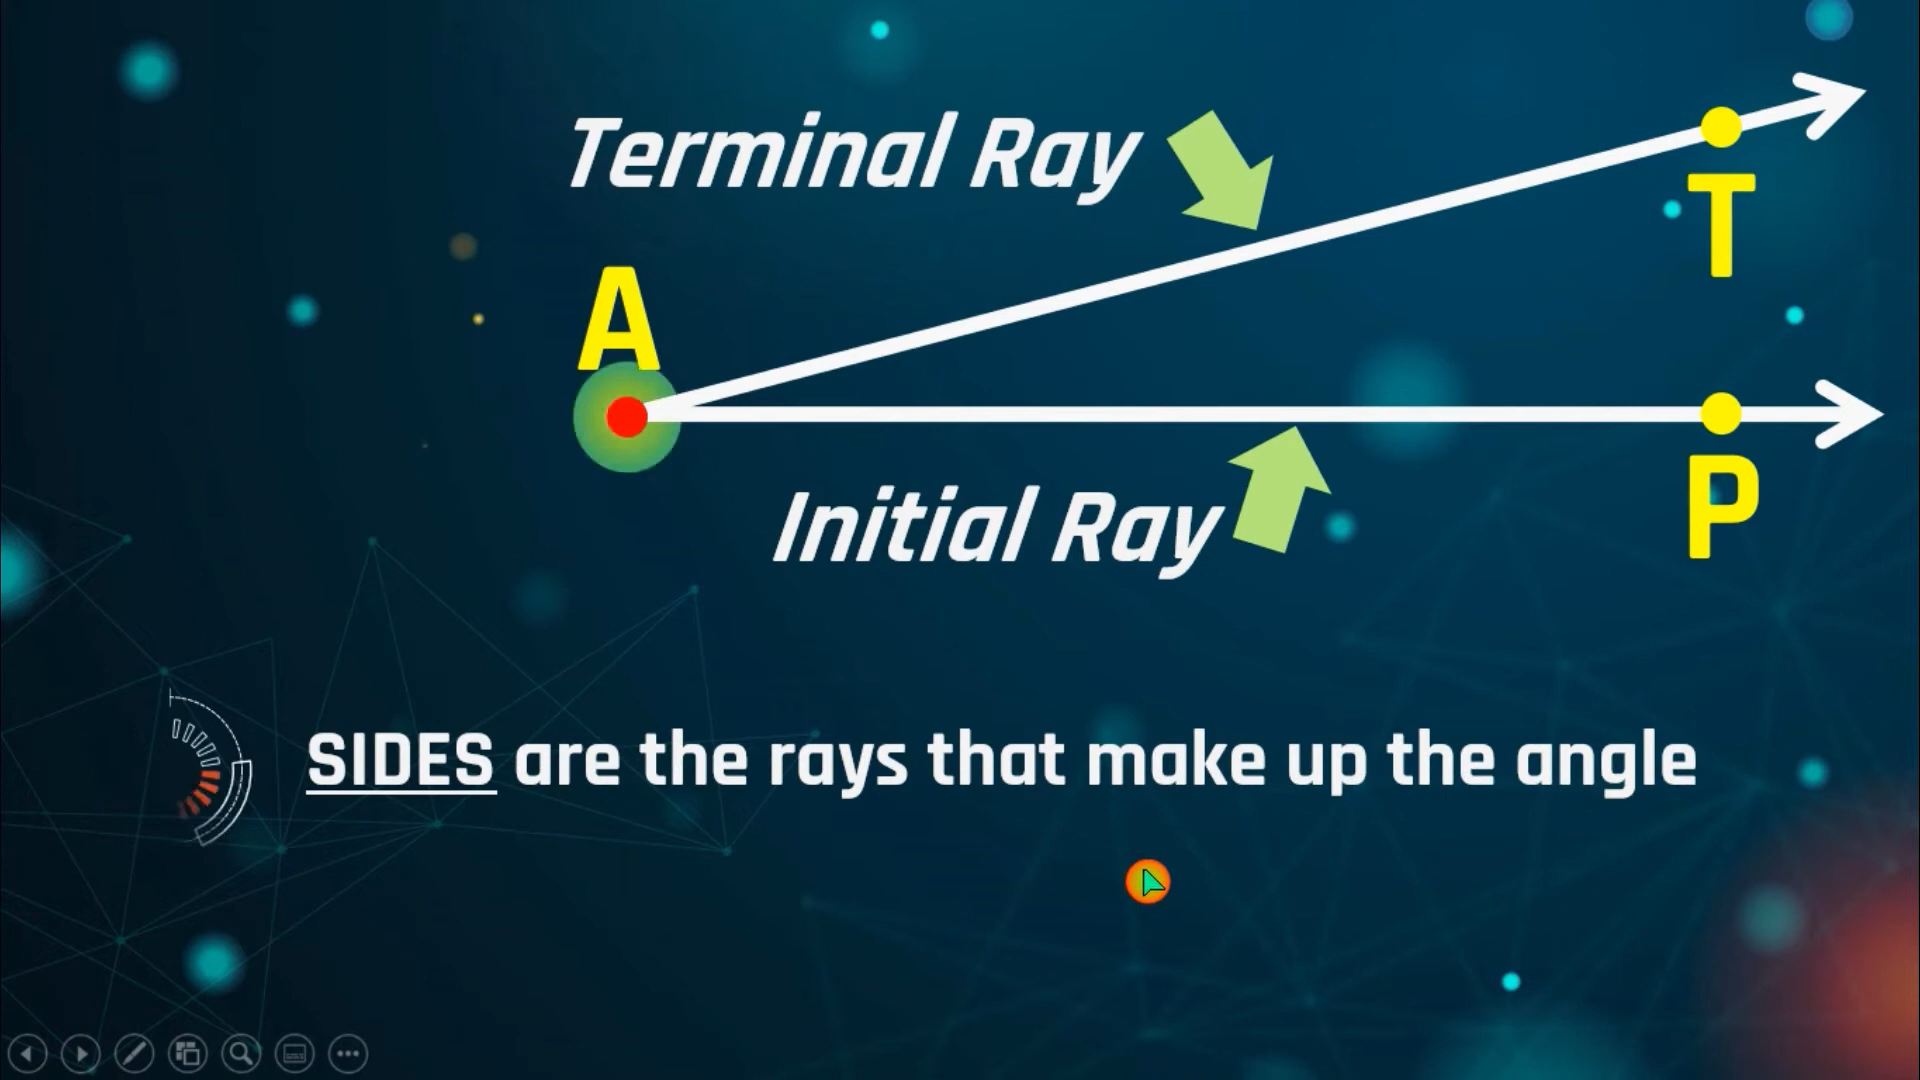 Terminal Ray
T
A
P
Initial Ray
SIDES are the rays that make up the angle